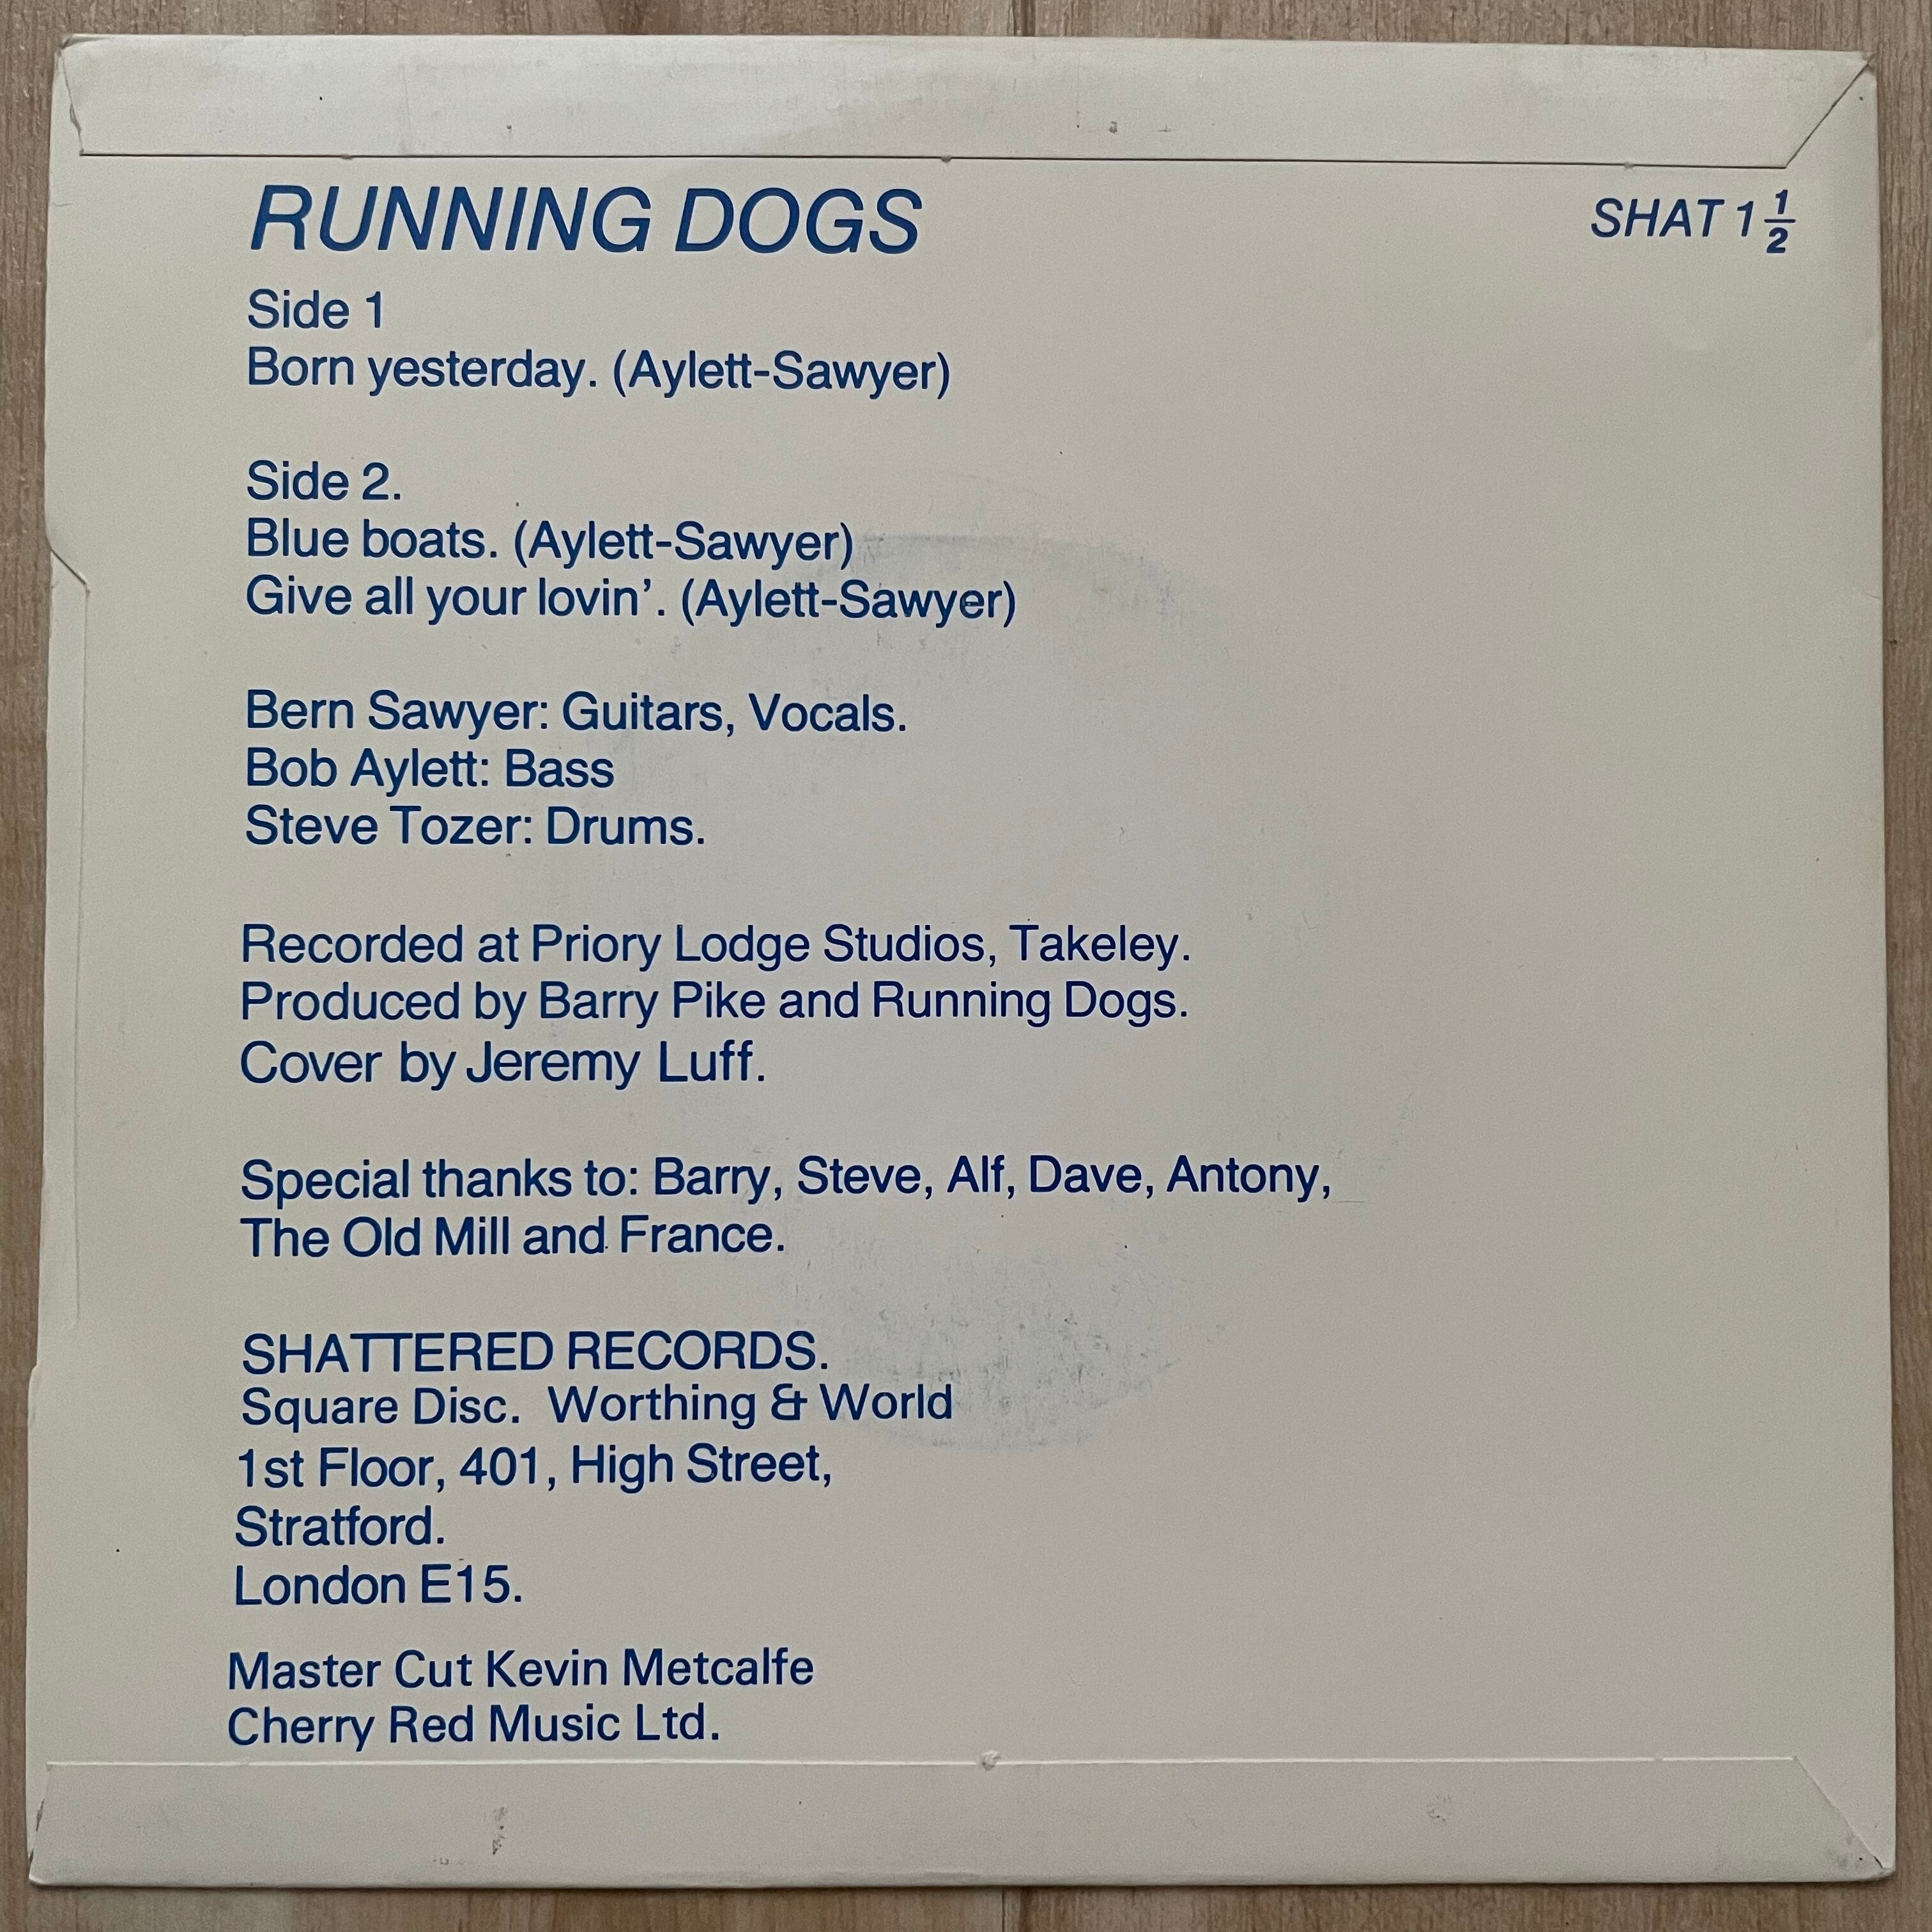 RUNNING DOGS
SHAT 1 1/2
Side 1
Born yesterday. (Aylett-Sawyer)
Side 2.
Blue boats. (Aylett-Sawyer)
Give all your lovin’. (Aylett-Sawyer)
Bern Sawyer: Guitars, Vocals.
Bob Aylett: Bass
Steve Tozer: Drums.
Recorded at Priory Lodge Studios, Takeley.
Produced by Barry Pike and Running Dogs.
Cover by Jeremy Luff.
Special thanks to: Barry, Steve, Alf, Dave, Antony,
The Old Mill and France.
SHATTERED RECORDS.
Square Disc. Worthing & World
1st Floor, 401, High Street,
Stratford.
London E15.
Master Cut Kevin Metcalfe
Cherry Red Music Ltd.